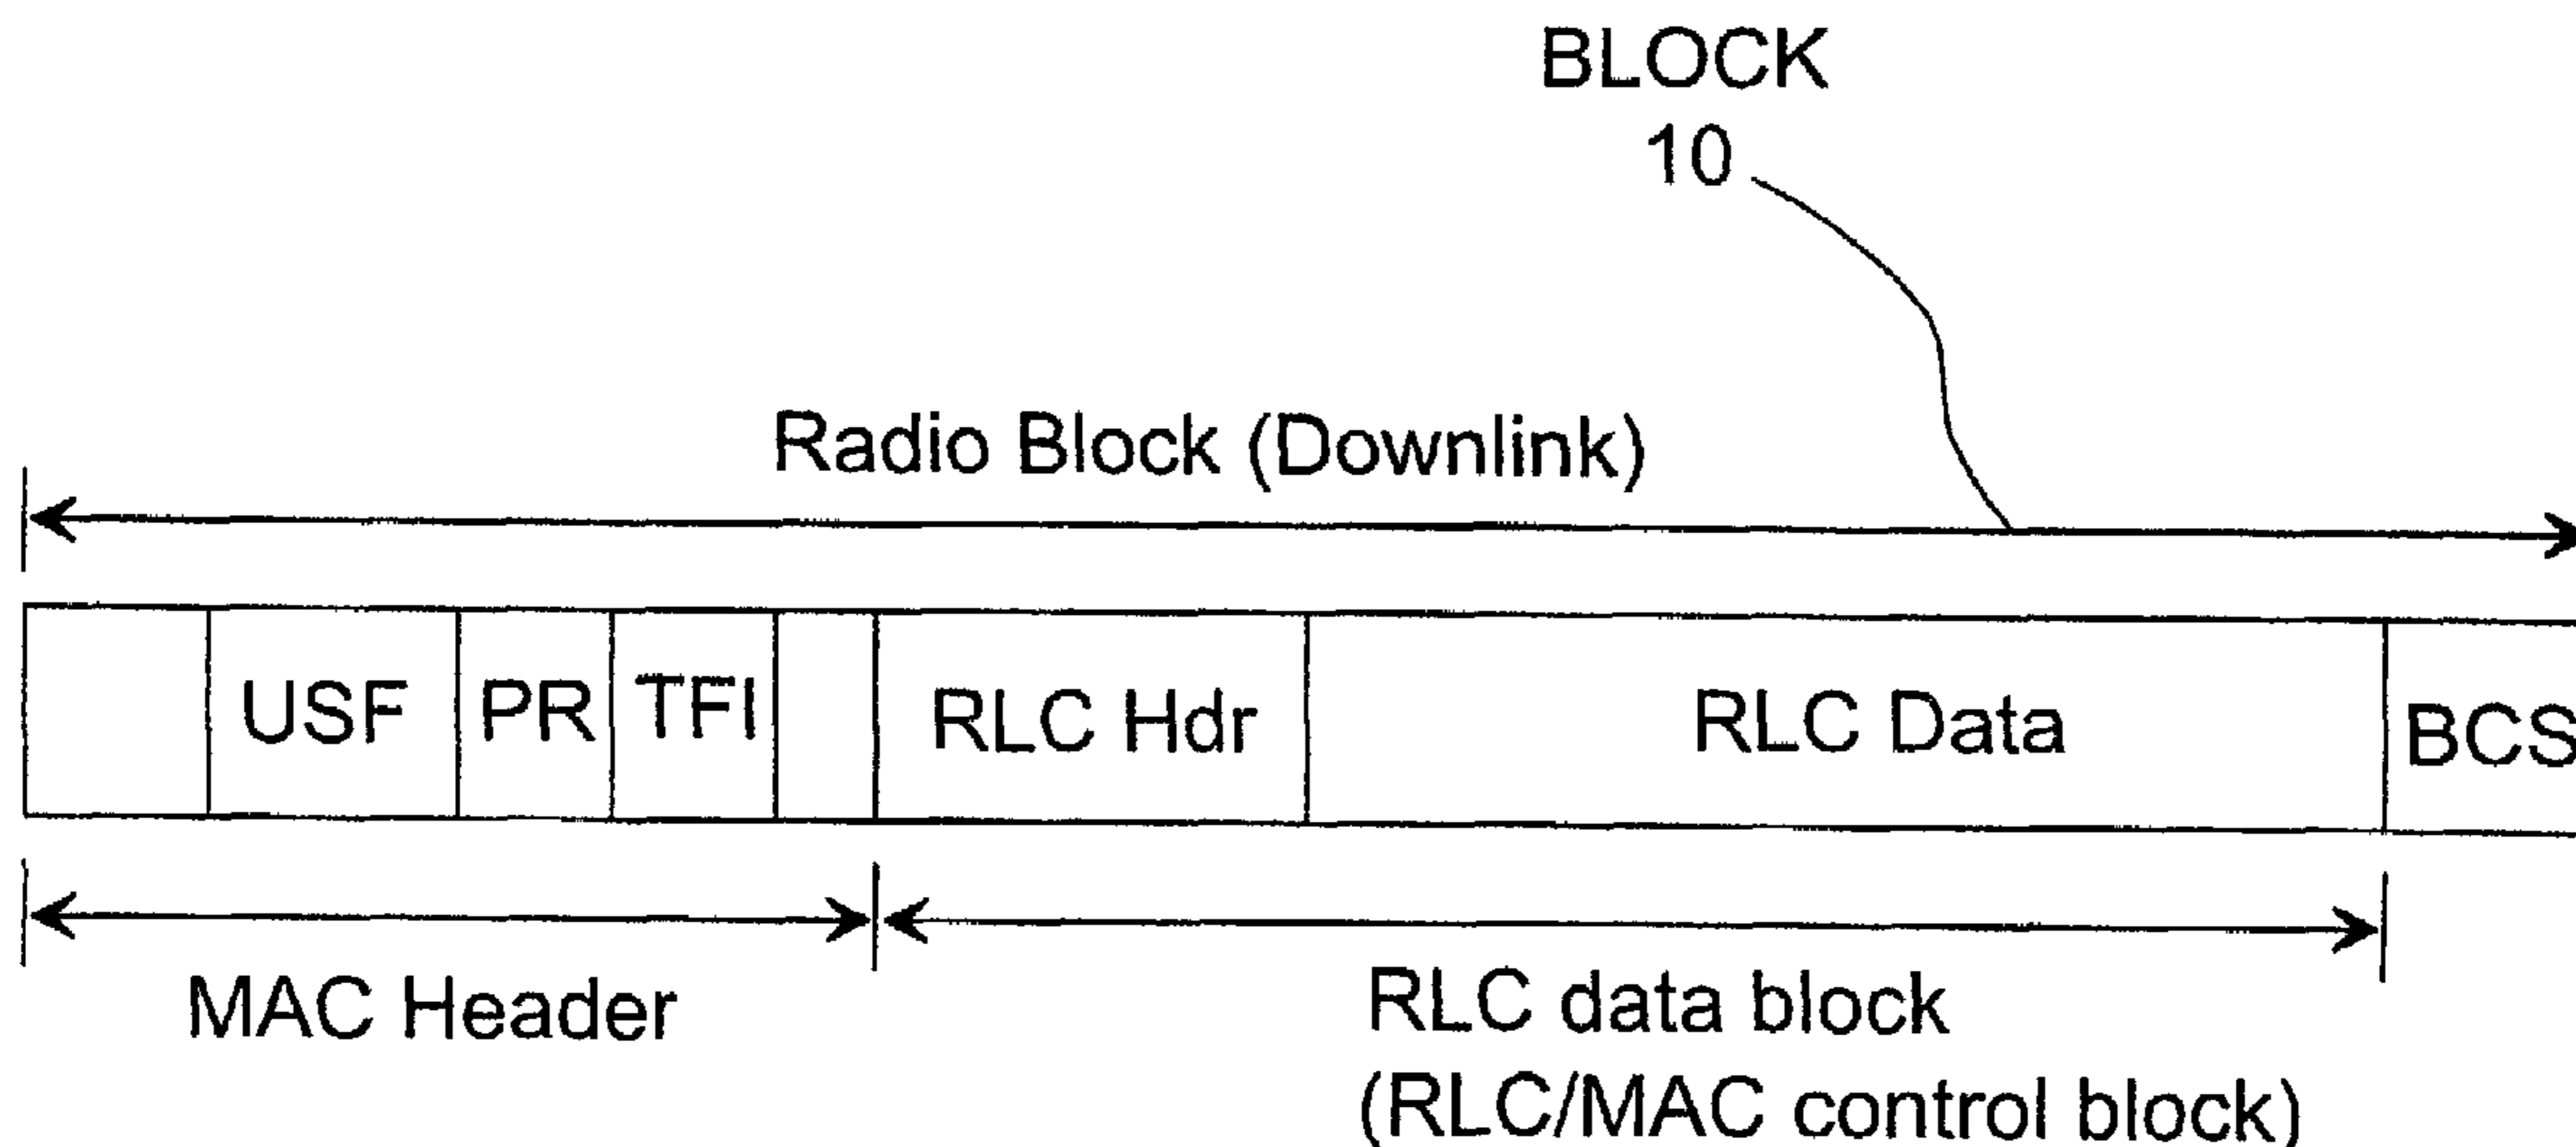 BLOCK
10
Radio Block (Downlink)
USF PR TFI RLC Hdr RLC Data BCS
MAC Header
RLC data block
(RLC/MAC control block)